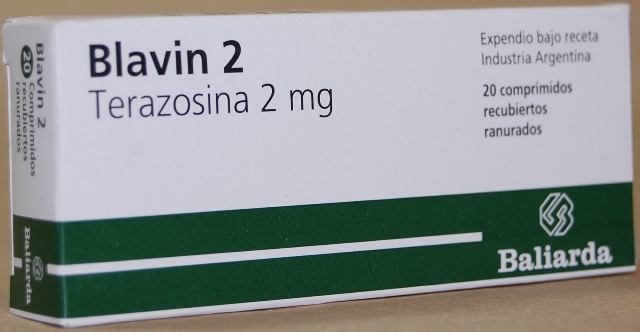 Blavin 2
Terazosina 2 mg
Expendio bajo receta
Industria Argentina
20 comprimidos
recubiertos
ranurados
Baliarda
Blavin 2
20 Comprimidos
recubiertos
ranurados
Baliarda